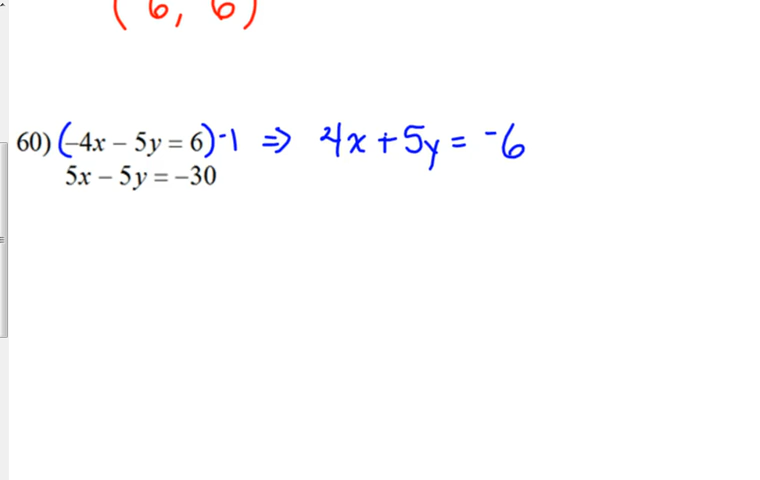 (6, 6)
60) (-4x – 5y = 6)-1 ⇒ 4x + 5y = -6
5x – 5y = –30